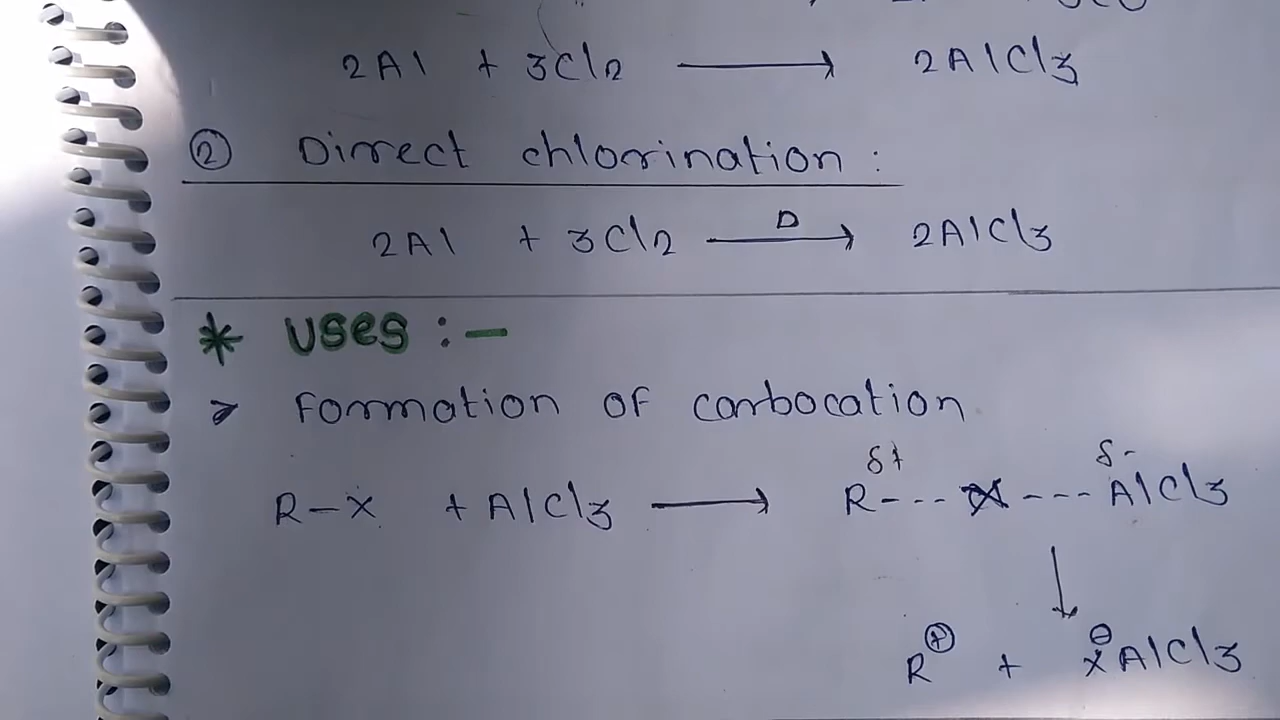 2Al + 3Cl2 ⟶ 2AlCl3
② Direct chlorination :
2Al + 3Cl2 ⟶ 2AlCl3
D
* Uses :-
➢ Formation of carbocation
δ+ δ-
R-X + AlCl3 ⟶ R---X---AlCl3
↓
R⊕ + X⊖AlCl3